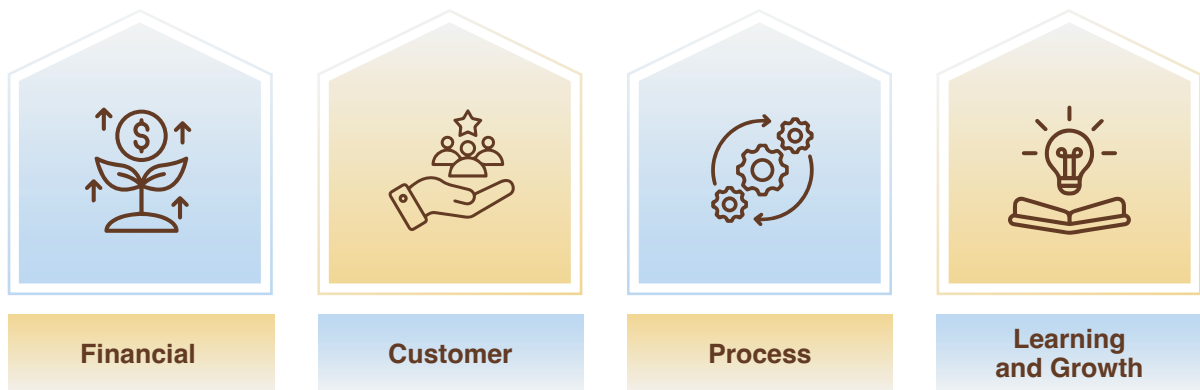 $
Financial
Customer
Process
Learning
and Growth